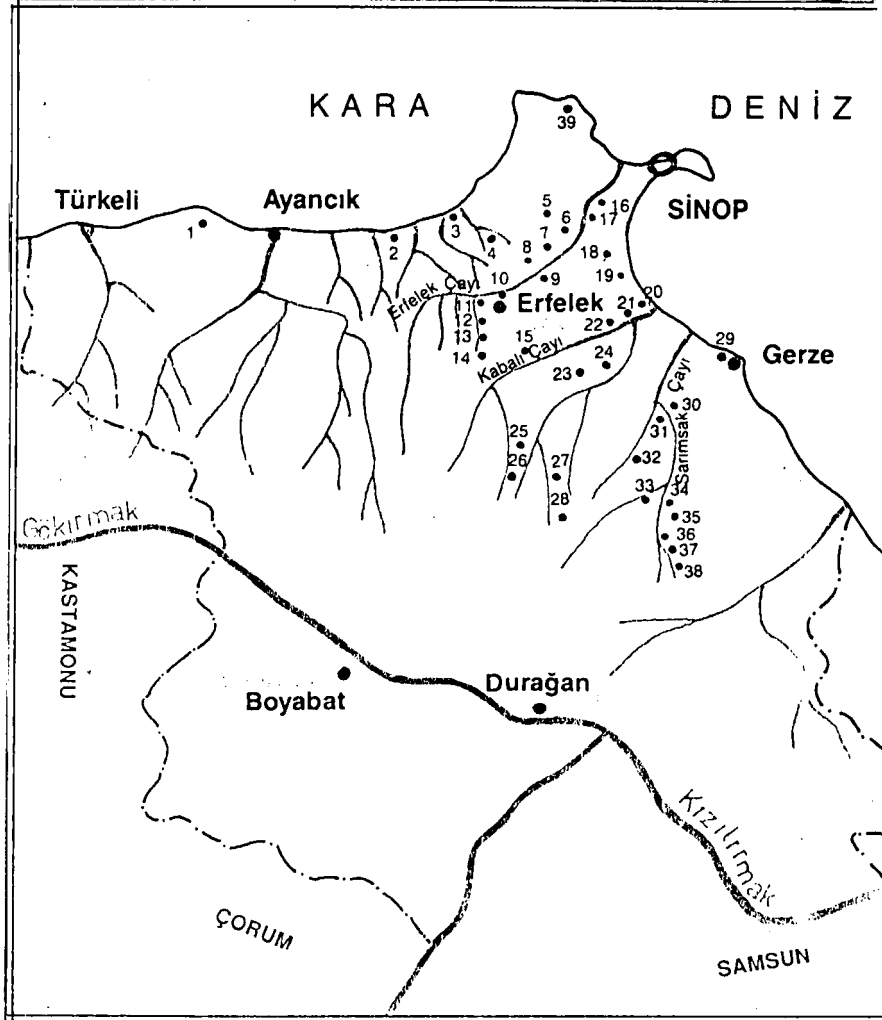 KARA DENİZ
39
Türkeli
Ayancık
SİNOP
1
2
3
4
5
6
7
8
9
10
16
17
18
19
20
21
22
Erfelek Çayı
Erfelek
11
12
13
14
15
Kabalı Çayı
23
24
29
Gerze
25
26
27
28
30
31
32
33
34
35
36
37
38
Sarımsak Çayı
Gökırmak
KASTAMONU
Boyabat
Durağan
Kızılırmak
ÇORUM
SAMSUN